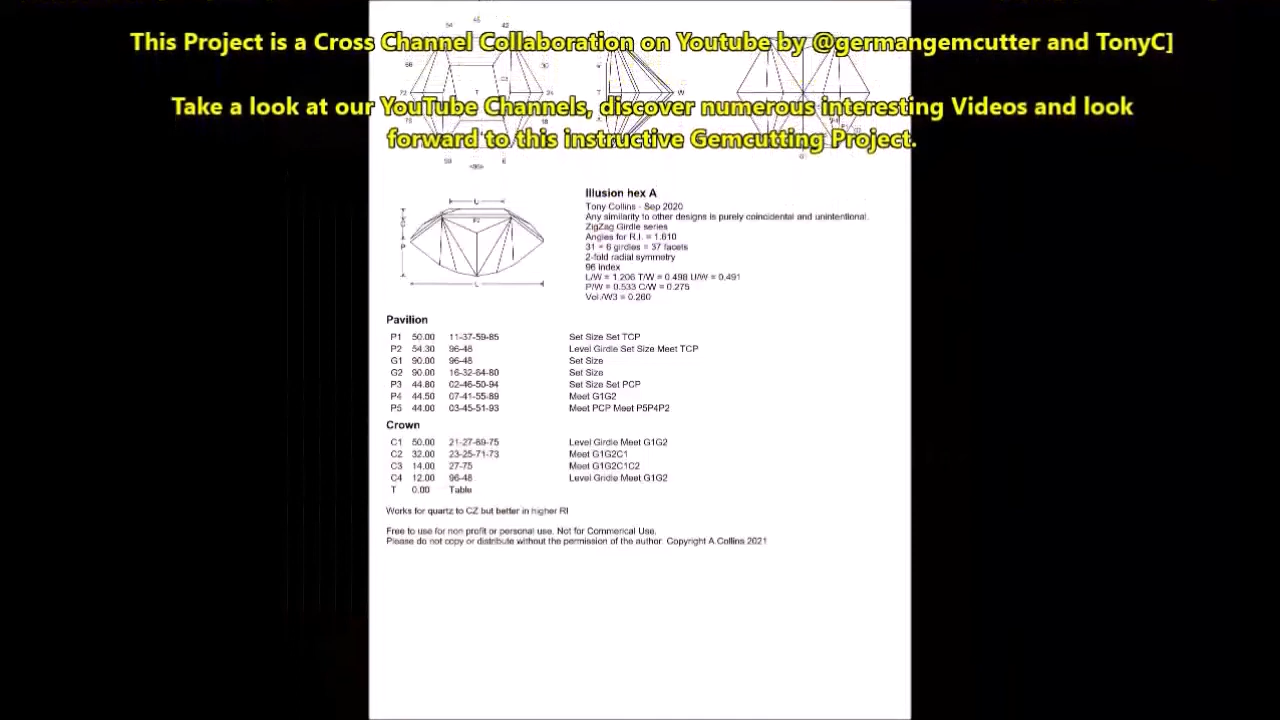 This Project is a Cross Channel Collaboration on Youtube by @germangemcutter and TonyC]
Take a look at our YouTube Channels, discover numerous interesting Videos and look
forward to this instructive Gemcutting Project.
Illusion hex A
Tony Collins - Sep 2020
Any similarity to other designs is purely coincidental and unintentional.
ZigZag Girdle series
Angles for R.I. = 1.610
31 + 6 girdles = 37 facets
2-fold radial symmetry
96 index
L/W = 1.206 T/W = 0.498 U/W = 0.491
P/W = 0.533 C/W = 0.275
Vol./W3 = 0.260
Pavilion
P1 50.00 11-37-59-85 Set Size Set TCP
P2 54.30 96-48 Level Girdle Set Size Meet TCP
G1 90.00 96-48 Set Size
G2 90.00 16-32-64-80 Set Size
P3 44.80 02-46-50-94 Set Size Set PCP
P4 44.50 07-41-55-89 Meet G1G2
P5 44.00 03-45-51-93 Meet PCP Meet P5P4P2
Crown
C1 50.00 21-27-69-75 Level Girdle Meet G1G2
C2 32.00 23-25-71-73 Meet G1G2C1
C3 14.00 27-75 Meet G1G2C1C2
C4 12.00 96-48 Level Girdle Meet G1G2
T 0.00 Table
Works for quartz to CZ but better in higher RI
Free to use for non profit or personal use. Not for Commerical Use.
Please do not copy or distribute without the permission of the author. Copyright A.Collins 2021